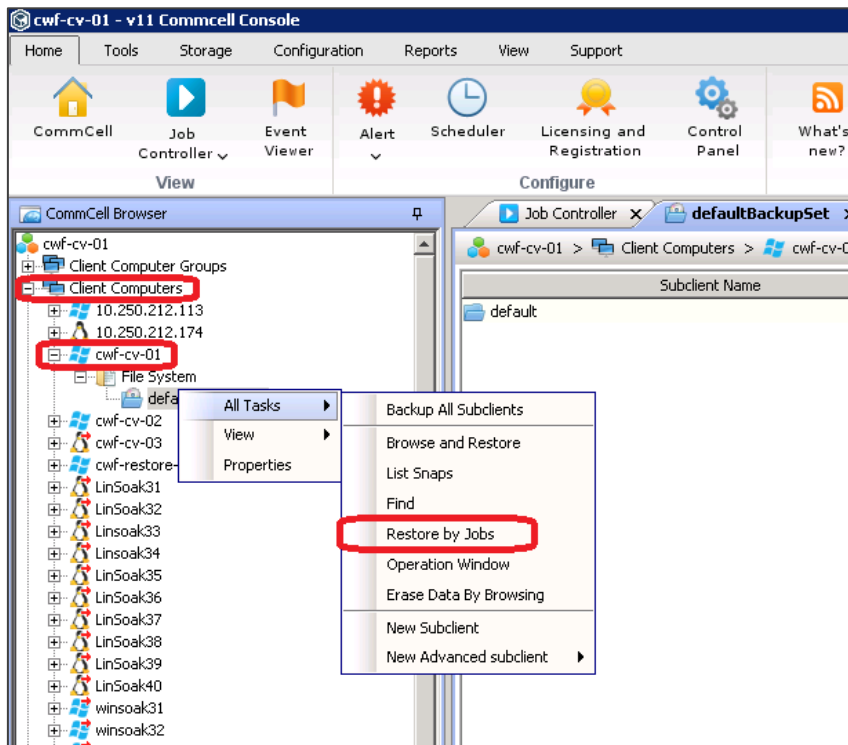 cwf-cv-01 - v11 Commcell Console
Home Tools Storage Configuration Reports View Support
CommCell
Job Controller
Event Viewer
Alert
Scheduler
Licensing and Registration
Control Panel
What's new?
View
Configure
CommCell Browser
Job Controller
defaultBackupSet
cwf-cv-01 > Client Computers >
Subclient Name
default
cwf-cv-01
Client Computer Groups
Client Computers
10.250.212.113
10.250.212.174
cwf-cv-01
File System
cwf-cv-02
cwf-cv-03
cwf-restore-
LinSoak31
LinSoak32
Linsoak33
Linsoak34
LinSoak35
LinSoak36
LinSoak37
LinSoak38
LinSoak39
LinSoak40
winsoak31
winsoak32
All Tasks
View
Properties
Backup All Subclients
Browse and Restore
List Snaps
Find
Restore by Jobs
Operation Window
Erase Data By Browsing
New Subclient
New Advanced subclient